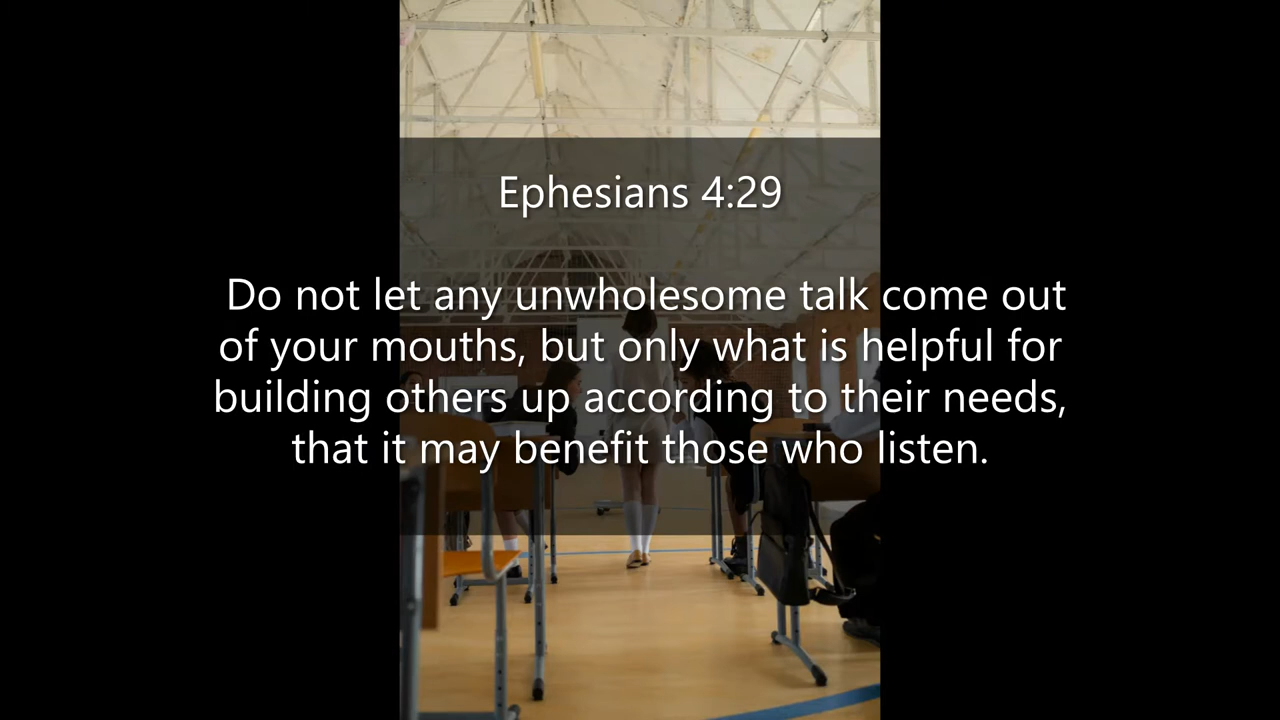 Ephesians 4:29
Do not let any unwholesome talk come out
of your mouths, but only what is helpful for
building others up according to their needs,
that it may benefit those who listen.